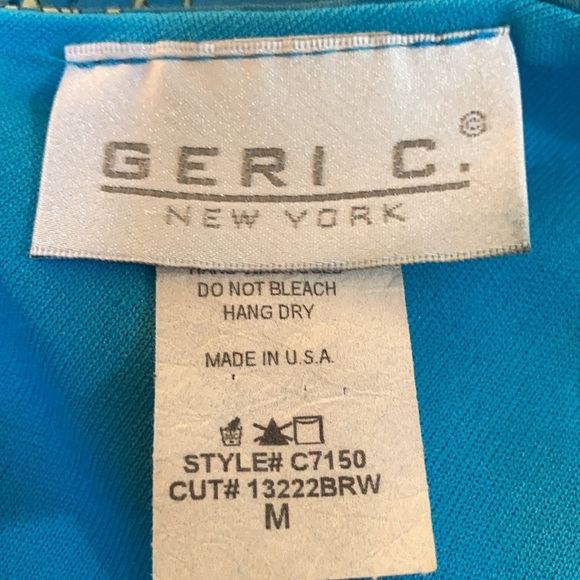 GERI C.©
NEW YORK
DO NOT BLEACH
HANG DRY
MADE IN U.S.A.
STYLE# C7150
CUT# 13222BRW
M